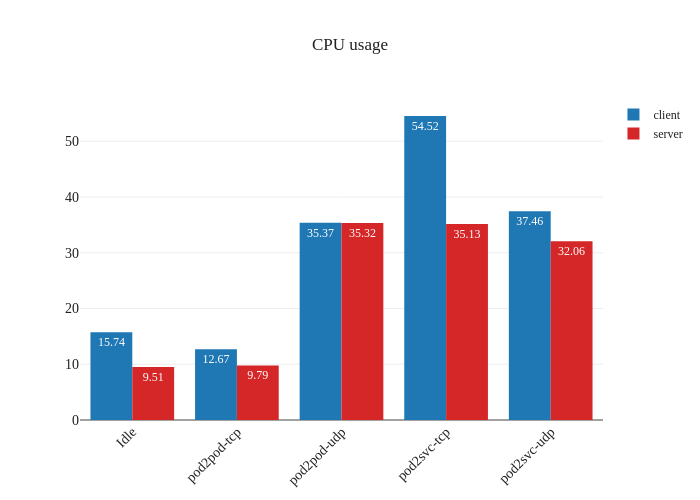 CPU usage
client
server
50
40
30
20
10
0
15.74
9.51
12.67
9.79
35.37
35.32
54.52
35.13
37.46
32.06
Idle
pod2pod-tcp
pod2pod-udp
pod2svc-tcp
pod2svc-udp